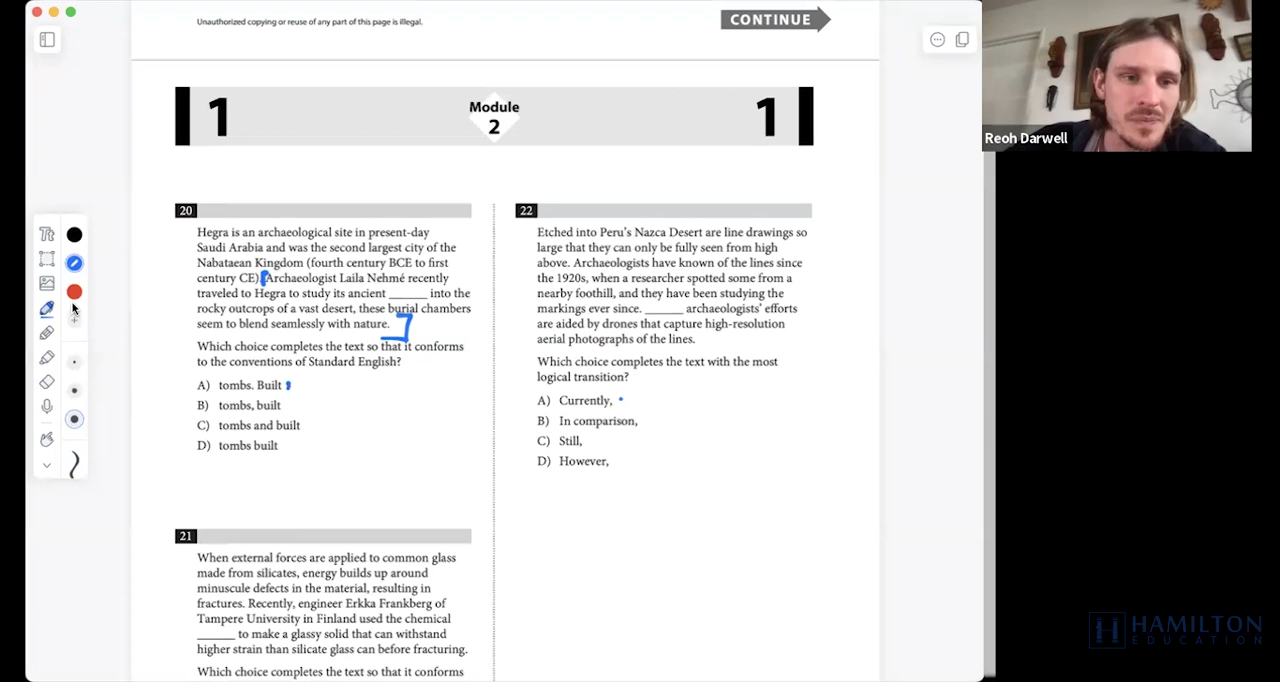 Unauthorized copying or reuse of any part of this page is illegal.
CONTINUE
Reoh Darwell
1
Module
2
1
20
Hegra is an archaeological site in present-day
Saudi Arabia and was the second largest city of the
Nabataean Kingdom (fourth century BCE to first
century CE). Archaeologist Laila Nehmé recently
traveled to Hegra to study its ancient ______ into the
rocky outcrops of a vast desert, these burial chambers
seem to blend seamlessly with nature.
Which choice completes the text so that it conforms
to the conventions of Standard English?
A) tombs. Built
B) tombs, built
C) tombs and built
D) tombs built
21
When external forces are applied to common glass
made from silicates, energy builds up around
minuscule defects in the material, resulting in
fractures. Recently, engineer Erkka Frankberg of
Tampere University in Finland used the chemical
______ to make a glassy solid that can withstand
higher strain than silicate glass can before fracturing.
Which choice completes the text so that it conforms
22
Etched into Peru's Nazca Desert are line drawings so
large that they can only be fully seen from high
above. Archaeologists have known of the lines since
the 1920s, when a researcher spotted some from a
nearby foothill, and they have been studying the
markings ever since. ______ archaeologists' efforts
are aided by drones that capture high-resolution
aerial photographs of the lines.
Which choice completes the text with the most
logical transition?
A) Currently,
B) In comparison,
C) Still,
D) However,
Tt
H HAMILTON
EDUCATION